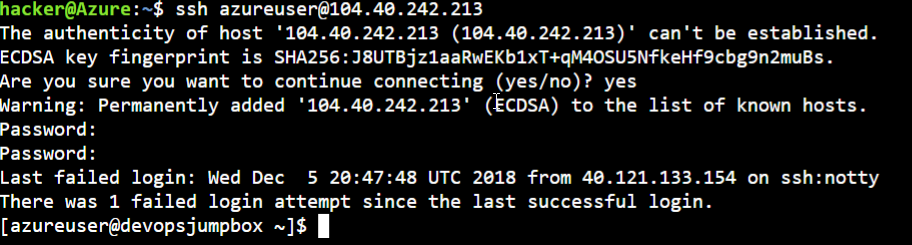 hacker@Azure:~$ ssh azureuser@104.40.242.213
The authenticity of host '104.40.242.213 (104.40.242.213)' can't be established.
ECDSA key fingerprint is SHA256:J8UTBjz1aaRwEKb1xT+qM4OSU5NfkeHf9cbg9n2muBs.
Are you sure you want to continue connecting (yes/no)? yes
Warning: Permanently added '104.40.242.213' (ECDSA) to the list of known hosts.
Password:
Password:
Last failed login: Wed Dec  5 20:47:48 UTC 2018 from 40.121.133.154 on ssh:notty
There was 1 failed login attempt since the last successful login.
[azureuser@devopsjumpbox ~]$